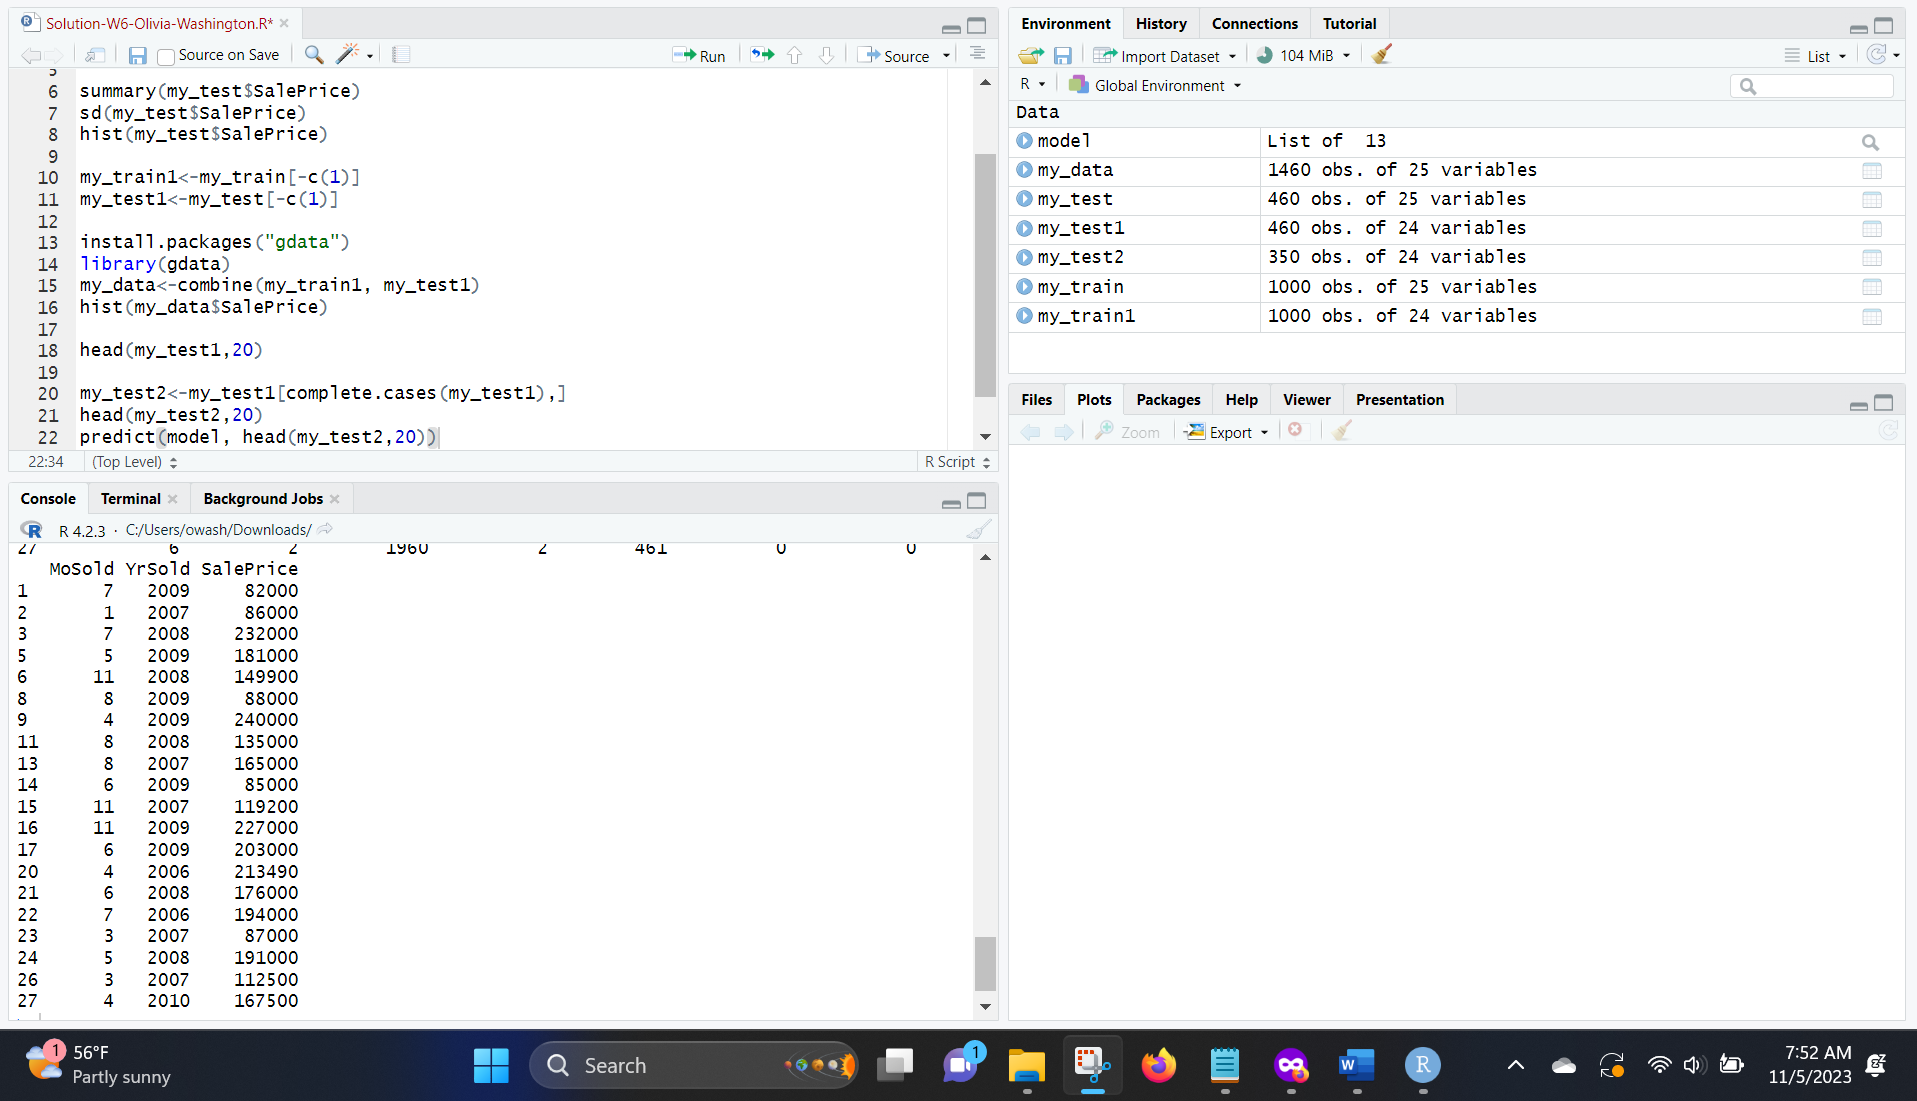 Solution-W6-Olivia-Washington.R*
Source on Save
Run
Source
5
6 summary(my_test$SalePrice)
7 sd(my_test$SalePrice)
8 hist(my_test$SalePrice)
9
10 my_train1<-my_train[-c(1)]
11 my_test1<-my_test[-c(1)]
12
13 install.packages("gdata")
14 library(gdata)
15 my_data<-combine(my_train1, my_test1)
16 hist(my_data$SalePrice)
17
18 head(my_test1,20)
19
20 my_test2<-my_test1[complete.cases(my_test1),]
21 head(my_test2,20)
22 predict(model, head(my_test2,20))
22:34 (Top Level) R Script
Console Terminal Background Jobs
R R 4.2.3 · C:/Users/owash/Downloads/
27 6 2 1960 2 461 0 0
MoSold YrSold SalePrice
1 7 2009 82000
2 1 2007 86000
3 7 2008 232000
5 5 2009 181000
6 11 2008 149900
8 8 2009 88000
9 4 2009 240000
11 8 2008 135000
13 8 2007 165000
14 6 2009 85000
15 11 2007 119200
16 11 2009 227000
17 6 2009 203000
20 4 2006 213490
21 6 2008 176000
22 7 2006 194000
23 3 2007 87000
24 5 2008 191000
26 3 2007 112500
27 4 2010 167500
Environment History Connections Tutorial
Import Dataset 104 MiB List
R Global Environment
Data
model List of 13
my_data 1460 obs. of 25 variables
my_test 460 obs. of 25 variables
my_test1 460 obs. of 24 variables
my_test2 350 obs. of 24 variables
my_train 1000 obs. of 25 variables
my_train1 1000 obs. of 24 variables
Files Plots Packages Help Viewer Presentation
Zoom Export
1
56°F
Partly sunny
Search
1
W
R
7:52 AM
11/5/2023